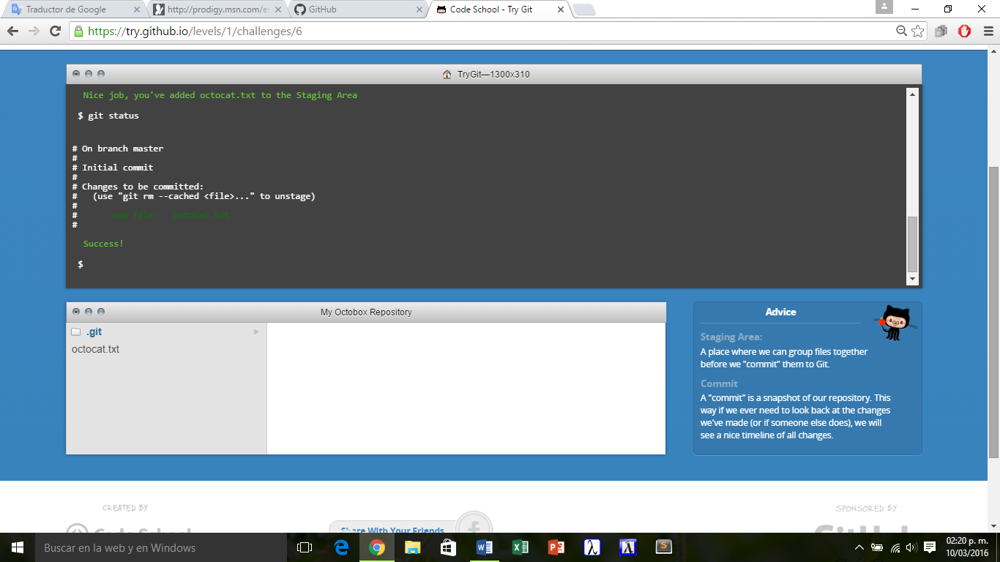 Traductor de Google
http://prodigy.msn.com/es
GitHub
Code School - Try Git
https://try.github.io/levels/1/challenges/6
TryGit—1300x310
Nice job, you've added octocat.txt to the Staging Area
$ git status
# On branch master
#
# Initial commit
#
# Changes to be committed:
#   (use "git rm --cached <file>..." to unstage)
#
#       new file:   octocat.txt
#
Success!
$
My Octobox Repository
.git
octocat.txt
Advice
Staging Area:
A place where we can group files together
before we "commit" them to Git.
Commit
A "commit" is a snapshot of our repository. This
way if we ever need to look back at the changes
we've made (or if someone else does), we will
see a nice timeline of all changes.
CREATED BY
Code School
Share With Your Friends
SPONSORED BY
GitHub
Buscar en la web y en Windows
02:20 p. m.
10/03/2016